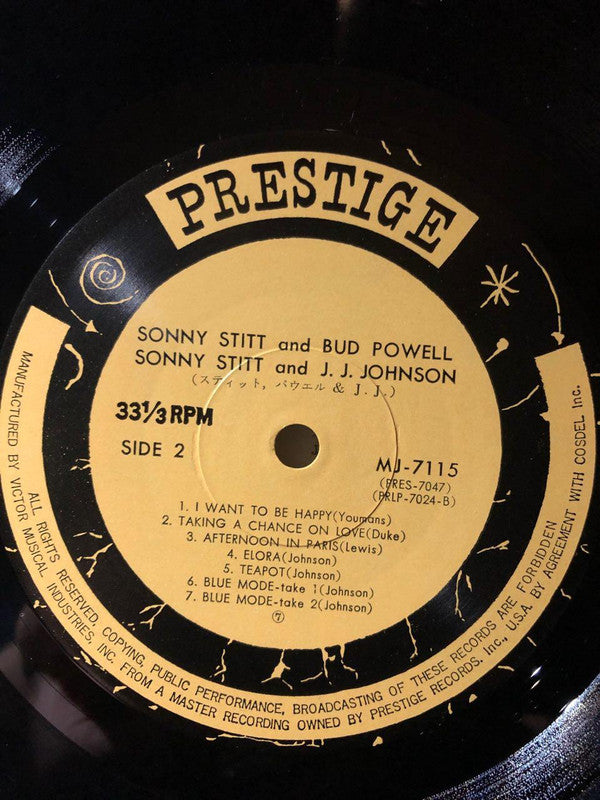 PRESTIGE
SONNY STITT and BUD POWELL
SONNY STITT and J. J. JOHNSON
(スティット, パウエル & J. J.)
33 1/3 RPM
SIDE 2
MJ-7115
(PRES-7047)
(PRLP-7024-B)
1. I WANT TO BE HAPPY(Youmans)
2. TAKING A CHANCE ON LOVE(Duke)
3. AFTERNOON IN PARIS(Lewis)
4. ELORA(Johnson)
5. TEAPOT(Johnson)
6. BLUE MODE-take 1(Johnson)
7. BLUE MODE-take 2(Johnson)
⑦
ALL RIGHTS RESERVED, COPYING, PUBLIC PERFORMANCE, BROADCASTING OF THESE RECORDS ARE FORBIDDEN
MANUFACTURED BY VICTOR MUSICAL INDUSTRIES, INC. FROM A MASTER RECORDING OWNED BY PRESTIGE RECORDS. Inc., U.S.A. BY AGREEMENT WITH COSDEL Inc.